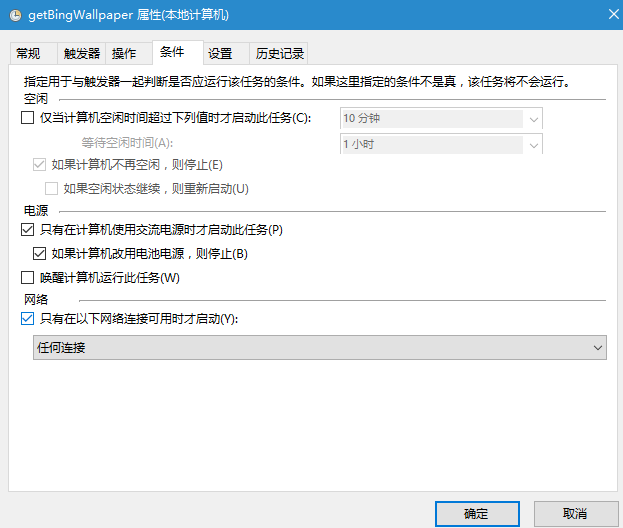 getBingWallpaper 属性(本地计算机)
常规 触发器 操作 条件 设置 历史记录
指定用于与触发器一起判断是否应运行该任务的条件。如果这里指定的条件不是真，该任务将不会运行。
空闲
仅当计算机空闲时间超过下列值时才启动此任务(C): 10 分钟
等待空闲时间(A): 1 小时
如果计算机不再空闲，则停止(E)
如果空闲状态继续，则重新启动(U)
电源
只有在计算机使用交流电源时才启动此任务(P)
如果计算机改用电池电源，则停止(B)
唤醒计算机运行此任务(W)
网络
只有在以下网络连接可用时才启动(Y):
任何连接
确定 取消